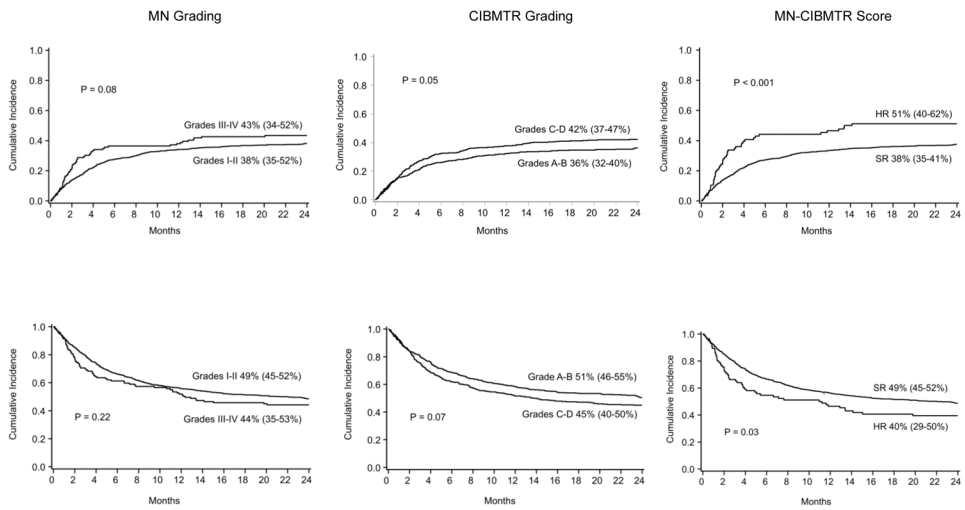 MN Grading
CIBMTR Grading
MN-CIBMTR Score
Cumulative Incidence
1.0
0.8
0.6
0.4
0.2
0.0
P = 0.08
Grades III-IV 43% (34-52%)
Grades I-II 38% (35-52%)
0 2 4 6 8 10 12 14 16 18 20 22 24
Months
Cumulative Incidence
1.0
0.8
0.6
0.4
0.2
0.0
P = 0.05
Grades C-D 42% (37-47%)
Grades A-B 36% (32-40%)
0 2 4 6 8 10 12 14 16 18 20 22 24
Months
Cumulative Incidence
1.0
0.8
0.6
0.4
0.2
0.0
P < 0.001
HR 51% (40-62%)
SR 38% (35-41%)
0 2 4 6 8 10 12 14 16 18 20 22 24
Months
Cumulative Incidence
1.0
0.8
0.6
0.4
0.2
0.0
Grades I-II 49% (45-52%)
P = 0.22
Grades III-IV 44% (35-53%)
0 2 4 6 8 10 12 14 16 18 20 22 24
Months
Cumulative Incidence
1.0
0.8
0.6
0.4
0.2
0.0
Grade A-B 51% (46-55%)
P = 0.07
Grades C-D 45% (40-50%)
0 2 4 6 8 10 12 14 16 18 20 22 24
Months
Cumulative Incidence
1.0
0.8
0.6
0.4
0.2
0.0
SR 49% (45-52%)
HR 40% (29-50%)
P = 0.03
0 2 4 6 8 10 12 14 16 18 20 22 24
Months